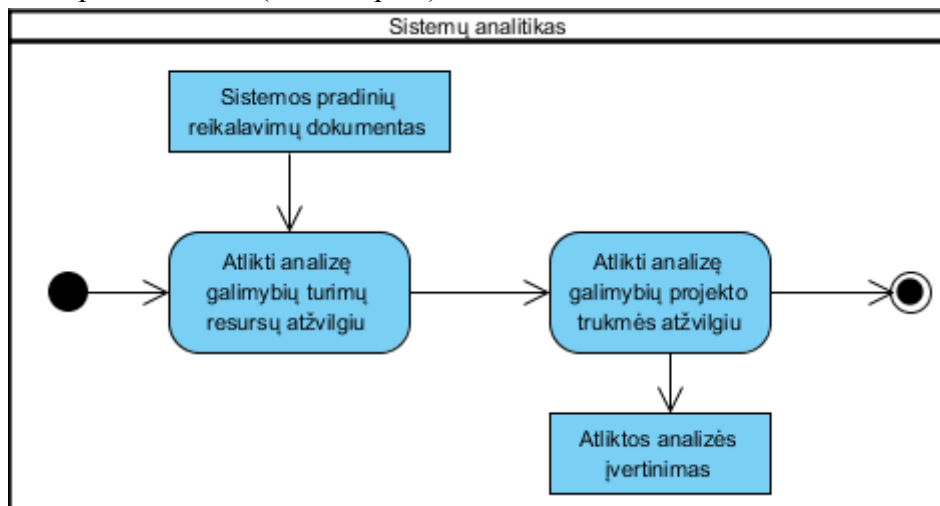 Sistemų analitikas
Sistemos pradinių
reikalavimų dokumentas
Atlikti analizę
galimybių turimų
resursų atžvilgiu
Atlikti analizę
galimybių projekto
trukmės atžvilgiu
Atliktos analizės
įvertinimas